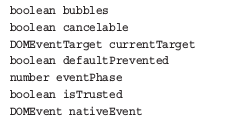 boolean bubbles
boolean cancelable
DOMEventTarget currentTarget
boolean defaultPrevented
number eventPhase
boolean isTrusted
DOMEvent nativeEvent